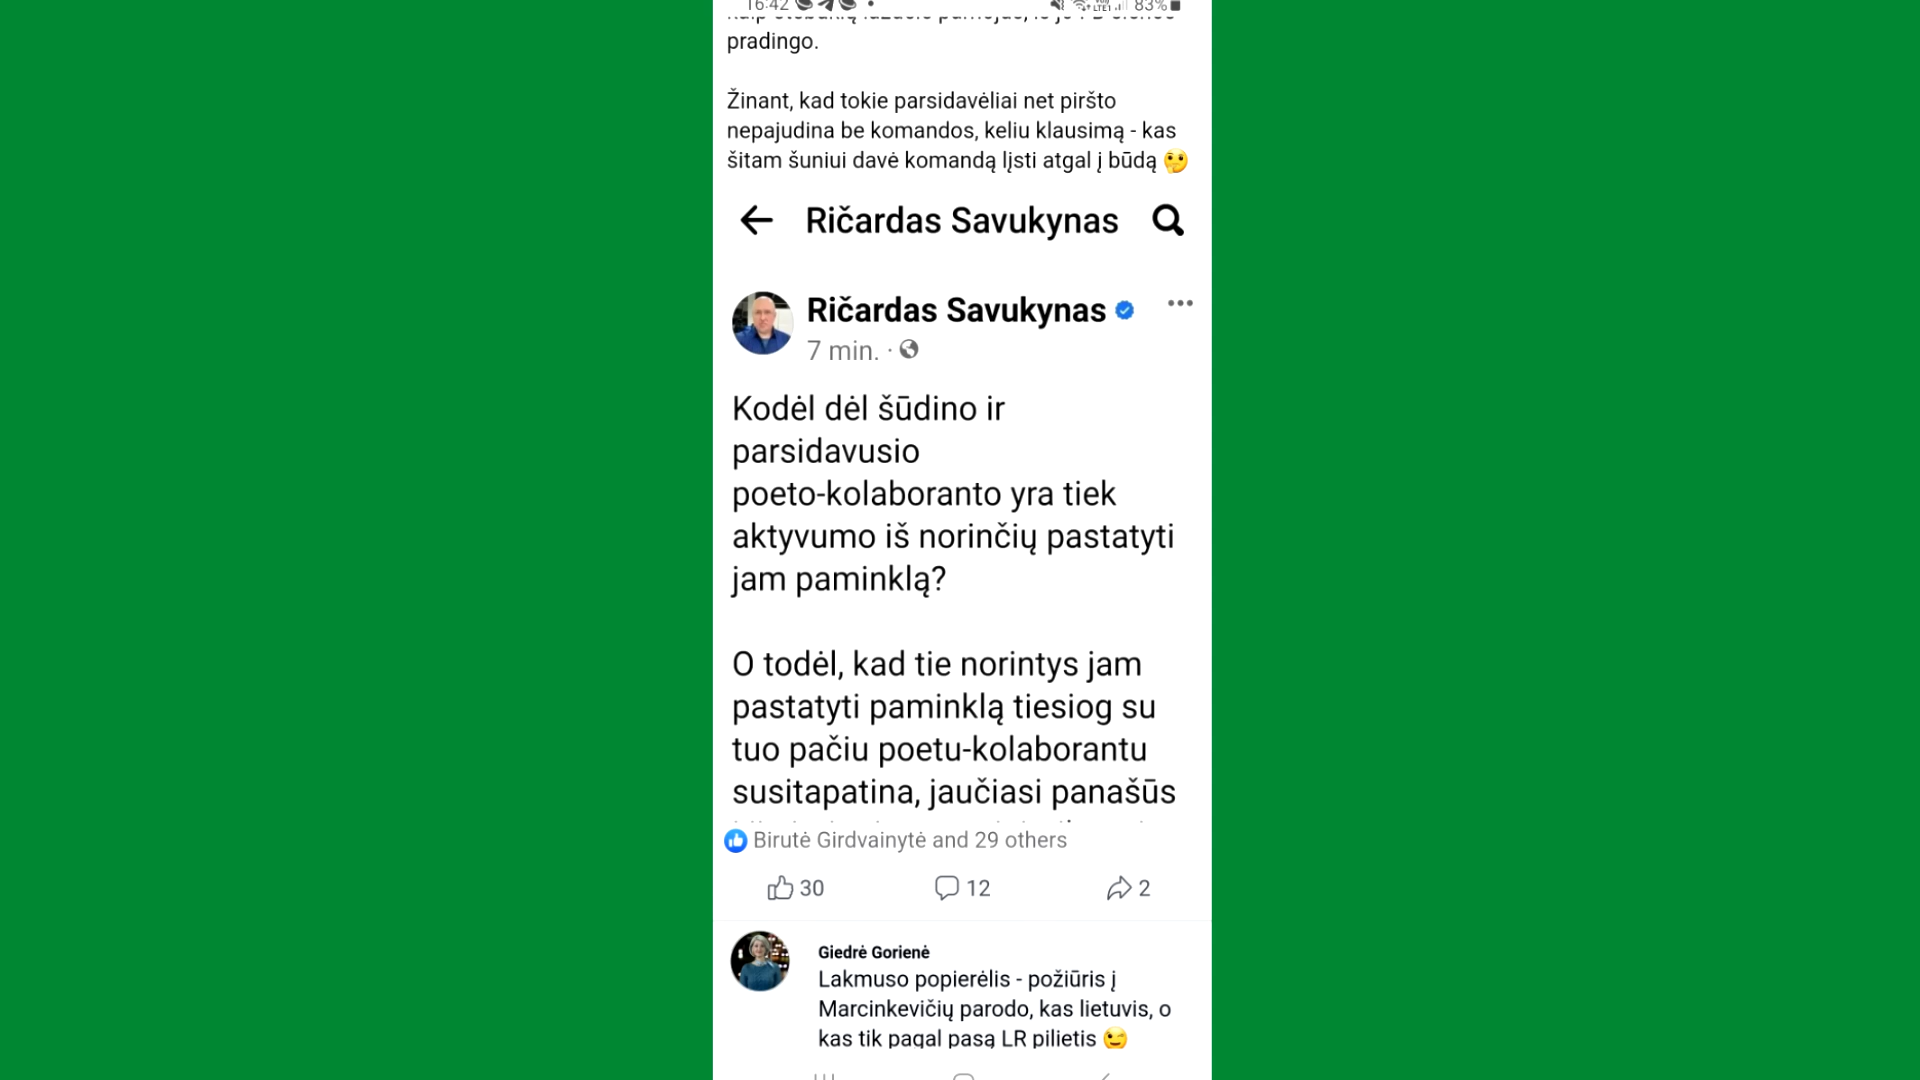 16:42 83%
pradingo.
Žinant, kad tokie parsidavėliai net piršto
nepajudina be komandos, keliu klausimą - kas
šitam šuniui davė komandą lįsti atgal į būdą 🤔
Ričardas Savukynas
Ričardas Savukynas
7 min. ·
Kodėl dėl šūdino ir
parsidavusio
poeto-kolaboranto yra tiek
aktyvumo iš norinčių pastatyti
jam paminklą?
O todėl, kad tie norintys jam
pastatyti paminklą tiesiog su
tuo pačiu poetu-kolaborantu
susitapatina, jaučiasi panašūs
Birutė Girdvainytė and 29 others
30 12 2
Giedrė Gorienė
Lakmuso popierėlis - požiūris į
Marcinkevičių parodo, kas lietuvis, o
kas tik pagal pasą LR pilietis 😉